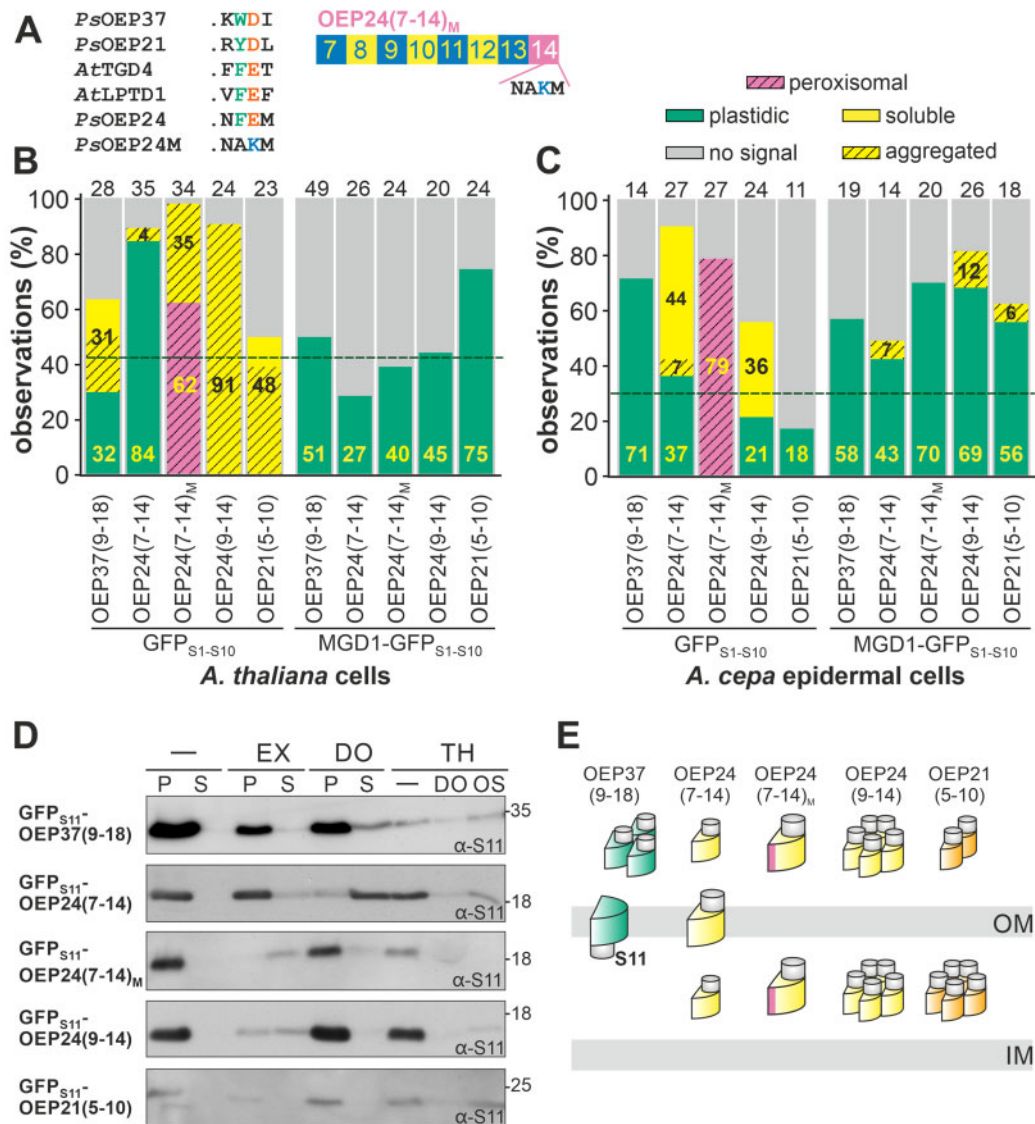 A
PsOEP37 .KWDI
PsOEP21 .RYDL
AtTGD4 .FFET
AtLPTD1 .VFEF
PsOEP24 .NFEM
PsOEP24M .NAKM
OEP24(7-14)M
7 8 9 10 11 12 13 14
NAKM
peroxisomal
plastidic
soluble
no signal
aggregated
B
28 35 34 24 23 49 26 24 20 24
observations (%)
100
80
60
40
20
0
31 4 35
62 91 48
32 84 51 27 40 45 75
OEP37(9-18)
OEP24(7-14)
OEP24(7-14)M
OEP24(9-14)
OEP21(5-10)
OEP37(9-18)
OEP24(7-14)
OEP24(7-14)M
OEP24(9-14)
OEP21(5-10)
GFPS1-S10
MGD1-GFPS1-S10
A. thaliana cells
C
14 27 27 24 11 19 14 20 26 18
observations (%)
100
80
60
40
20
0
44 7 79 36 7 12 6
71 37 21 18 58 43 70 69 56
OEP37(9-18)
OEP24(7-14)
OEP24(7-14)M
OEP24(9-14)
OEP21(5-10)
OEP37(9-18)
OEP24(7-14)
OEP24(7-14)M
OEP24(9-14)
OEP21(5-10)
GFPS1-S10
MGD1-GFPS1-S10
A. cepa epidermal cells
D
— EX DO TH
P S P S P S — DO OS
GFPS11-
OEP37(9-18)
35
α-S11
GFPS11-
OEP24(7-14)
18
α-S11
GFPS11-
OEP24(7-14)M
18
α-S11
GFPS11-
OEP24(9-14)
18
α-S11
GFPS11-
OEP21(5-10)
25
α-S11
E
OEP37 OEP24 OEP24 OEP24 OEP21
(9-18) (7-14) (7-14)M (9-14) (5-10)
OM
S11
IM